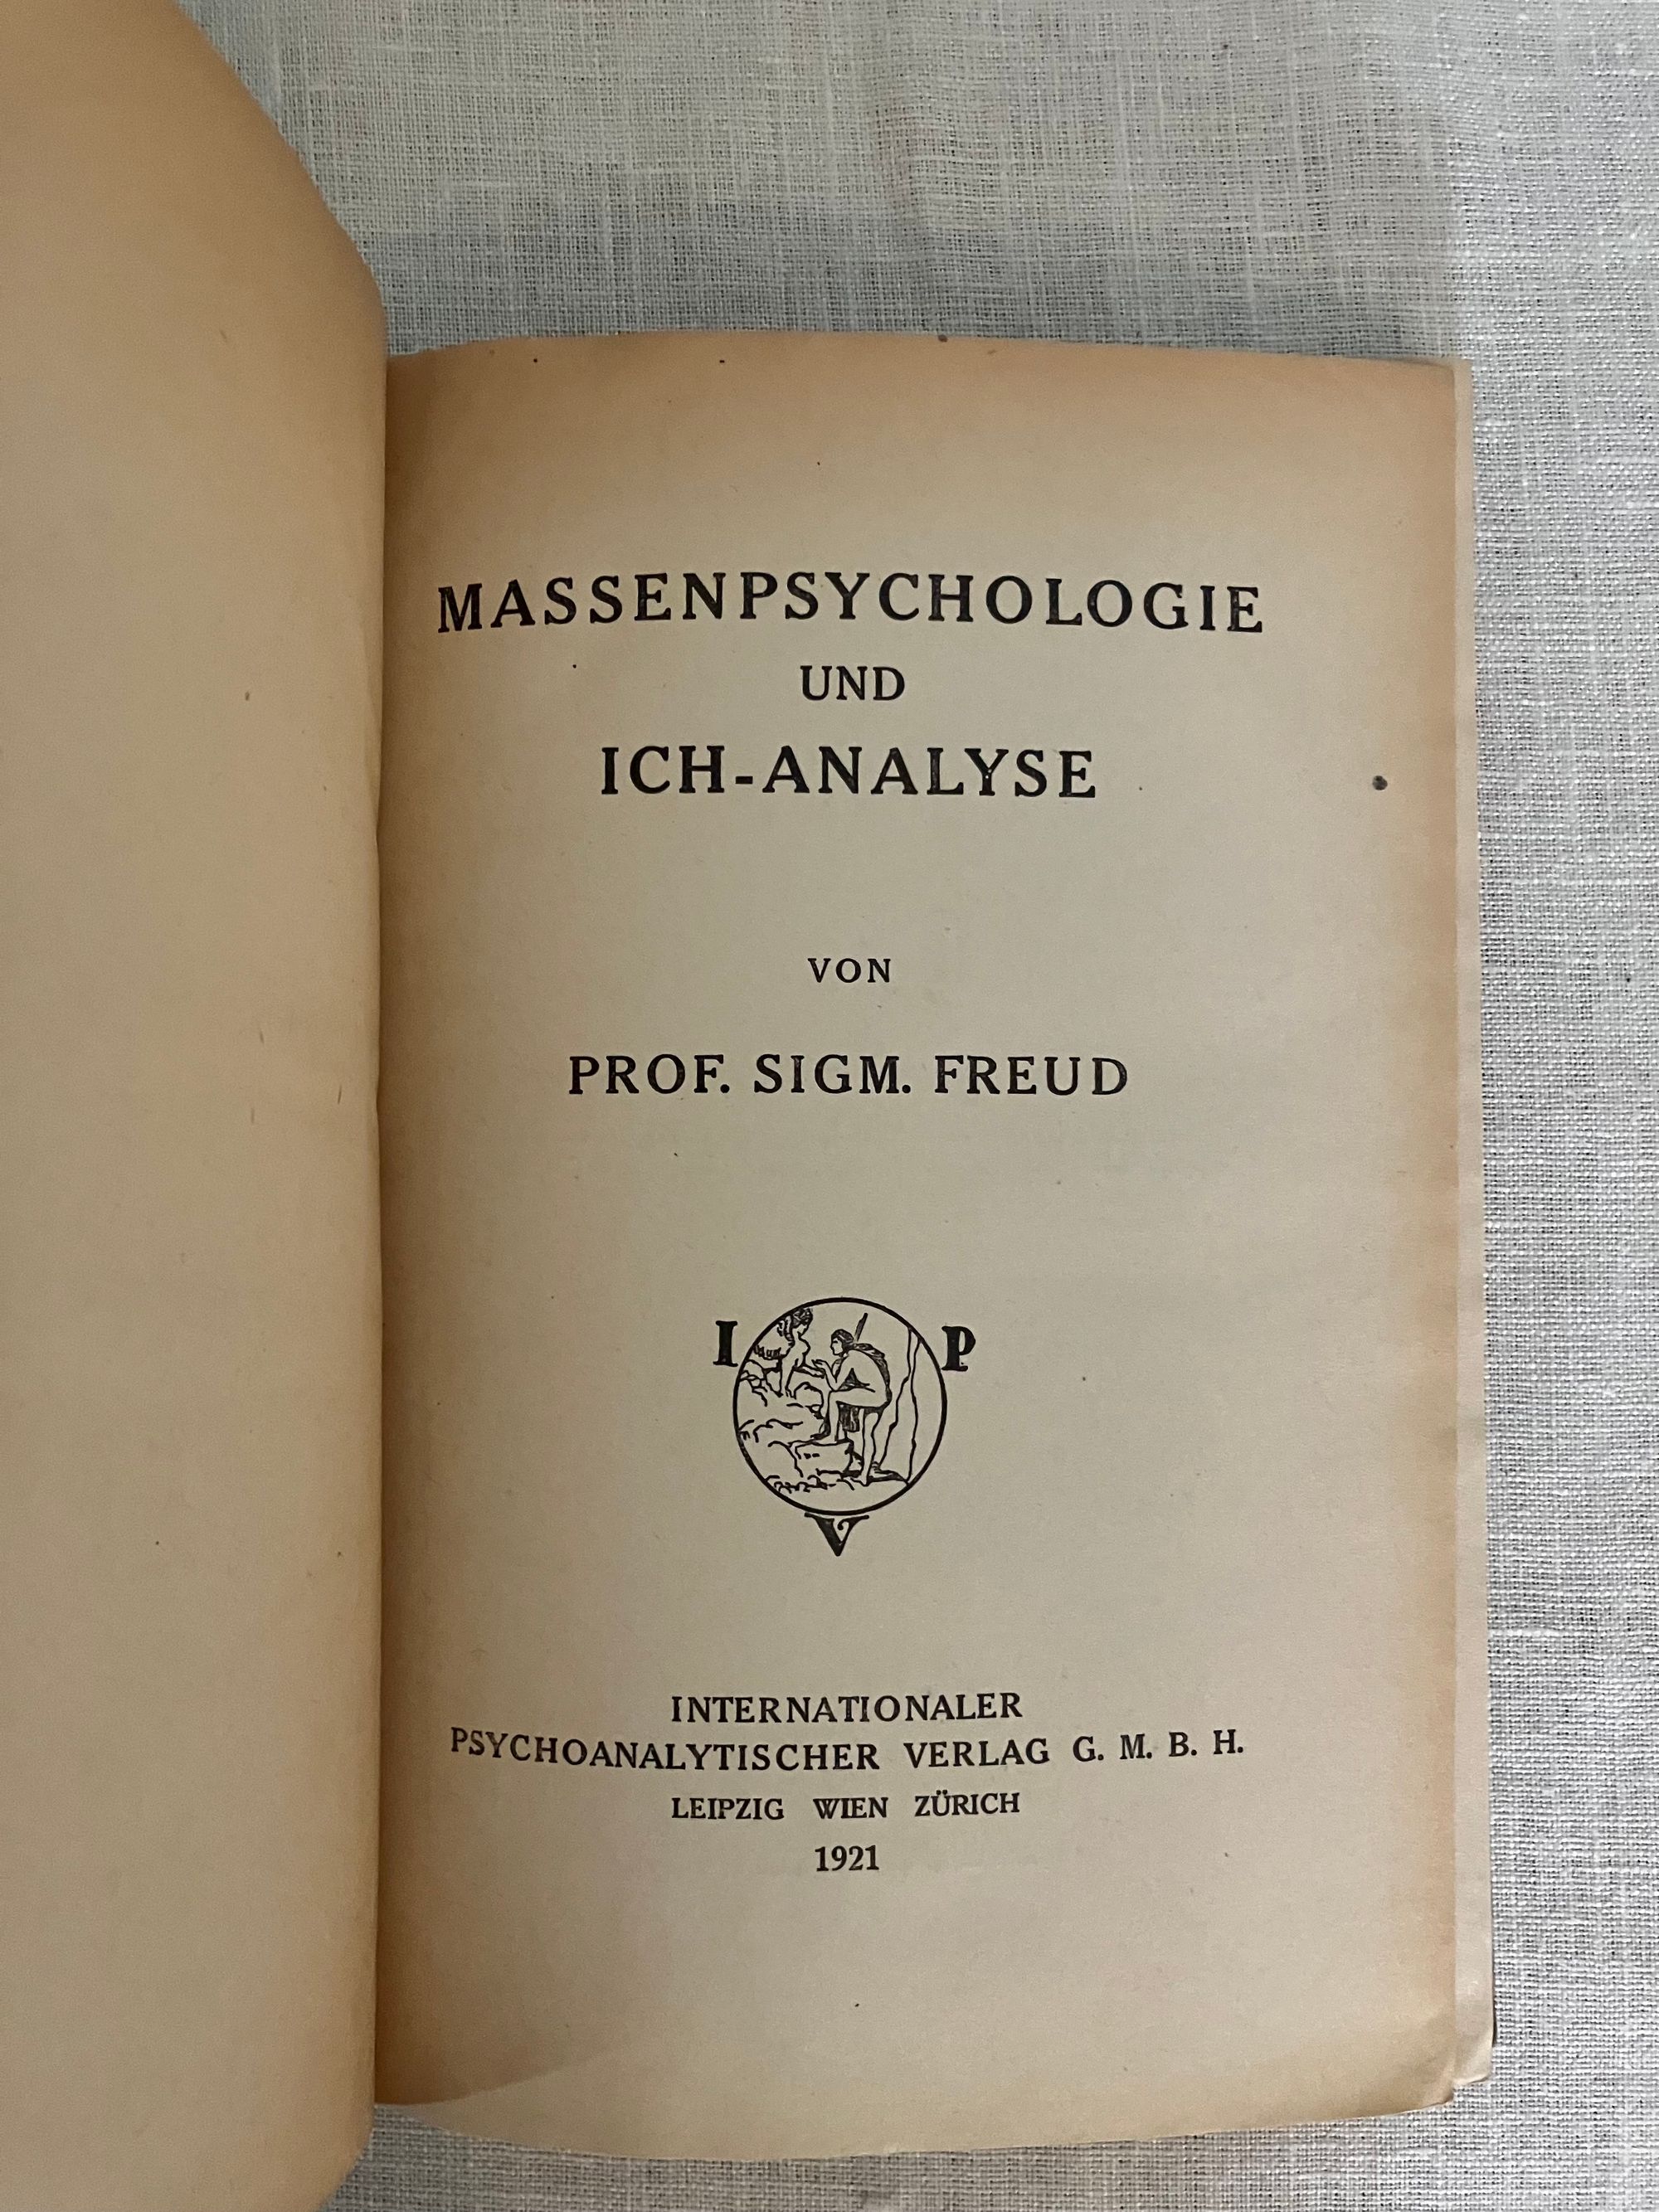 MASSENPSYCHOLOGIE
UND
ICH-ANALYSE
VON
PROF. SIGM. FREUD
I P
V
INTERNATIONALER
PSYCHOANALYTISCHER VERLAG G. M. B. H.
LEIPZIG WIEN ZÜRICH
1921